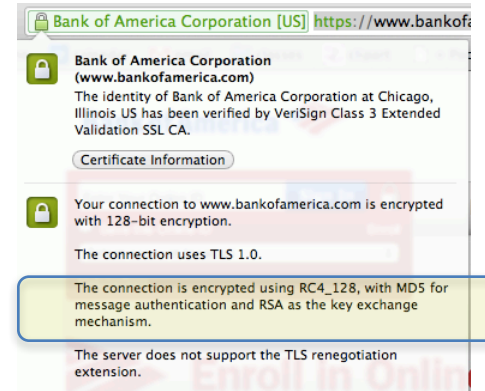 Bank of America Corporation [US] https://www.bankofa
Bank of America Corporation
(www.bankofamerica.com)
The identity of Bank of America Corporation at Chicago,
Illinois US has been verified by VeriSign Class 3 Extended
Validation SSL CA.
Certificate Information
Your connection to www.bankofamerica.com is encrypted
with 128-bit encryption.
The connection uses TLS 1.0.
The connection is encrypted using RC4_128, with MD5 for
message authentication and RSA as the key exchange
mechanism.
The server does not support the TLS renegotiation
extension.
Enroll in Onlin